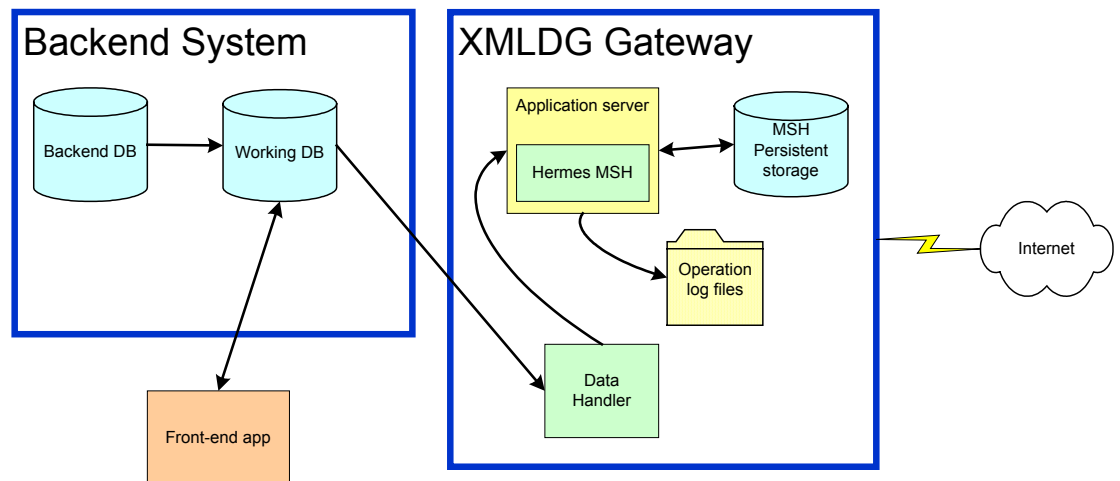 Backend System
XMLDG Gateway
Backend DB
Working DB
Application server
Hermes MSH
MSH
Persistent
storage
Operation
log files
Internet
Data
Handler
Front-end app